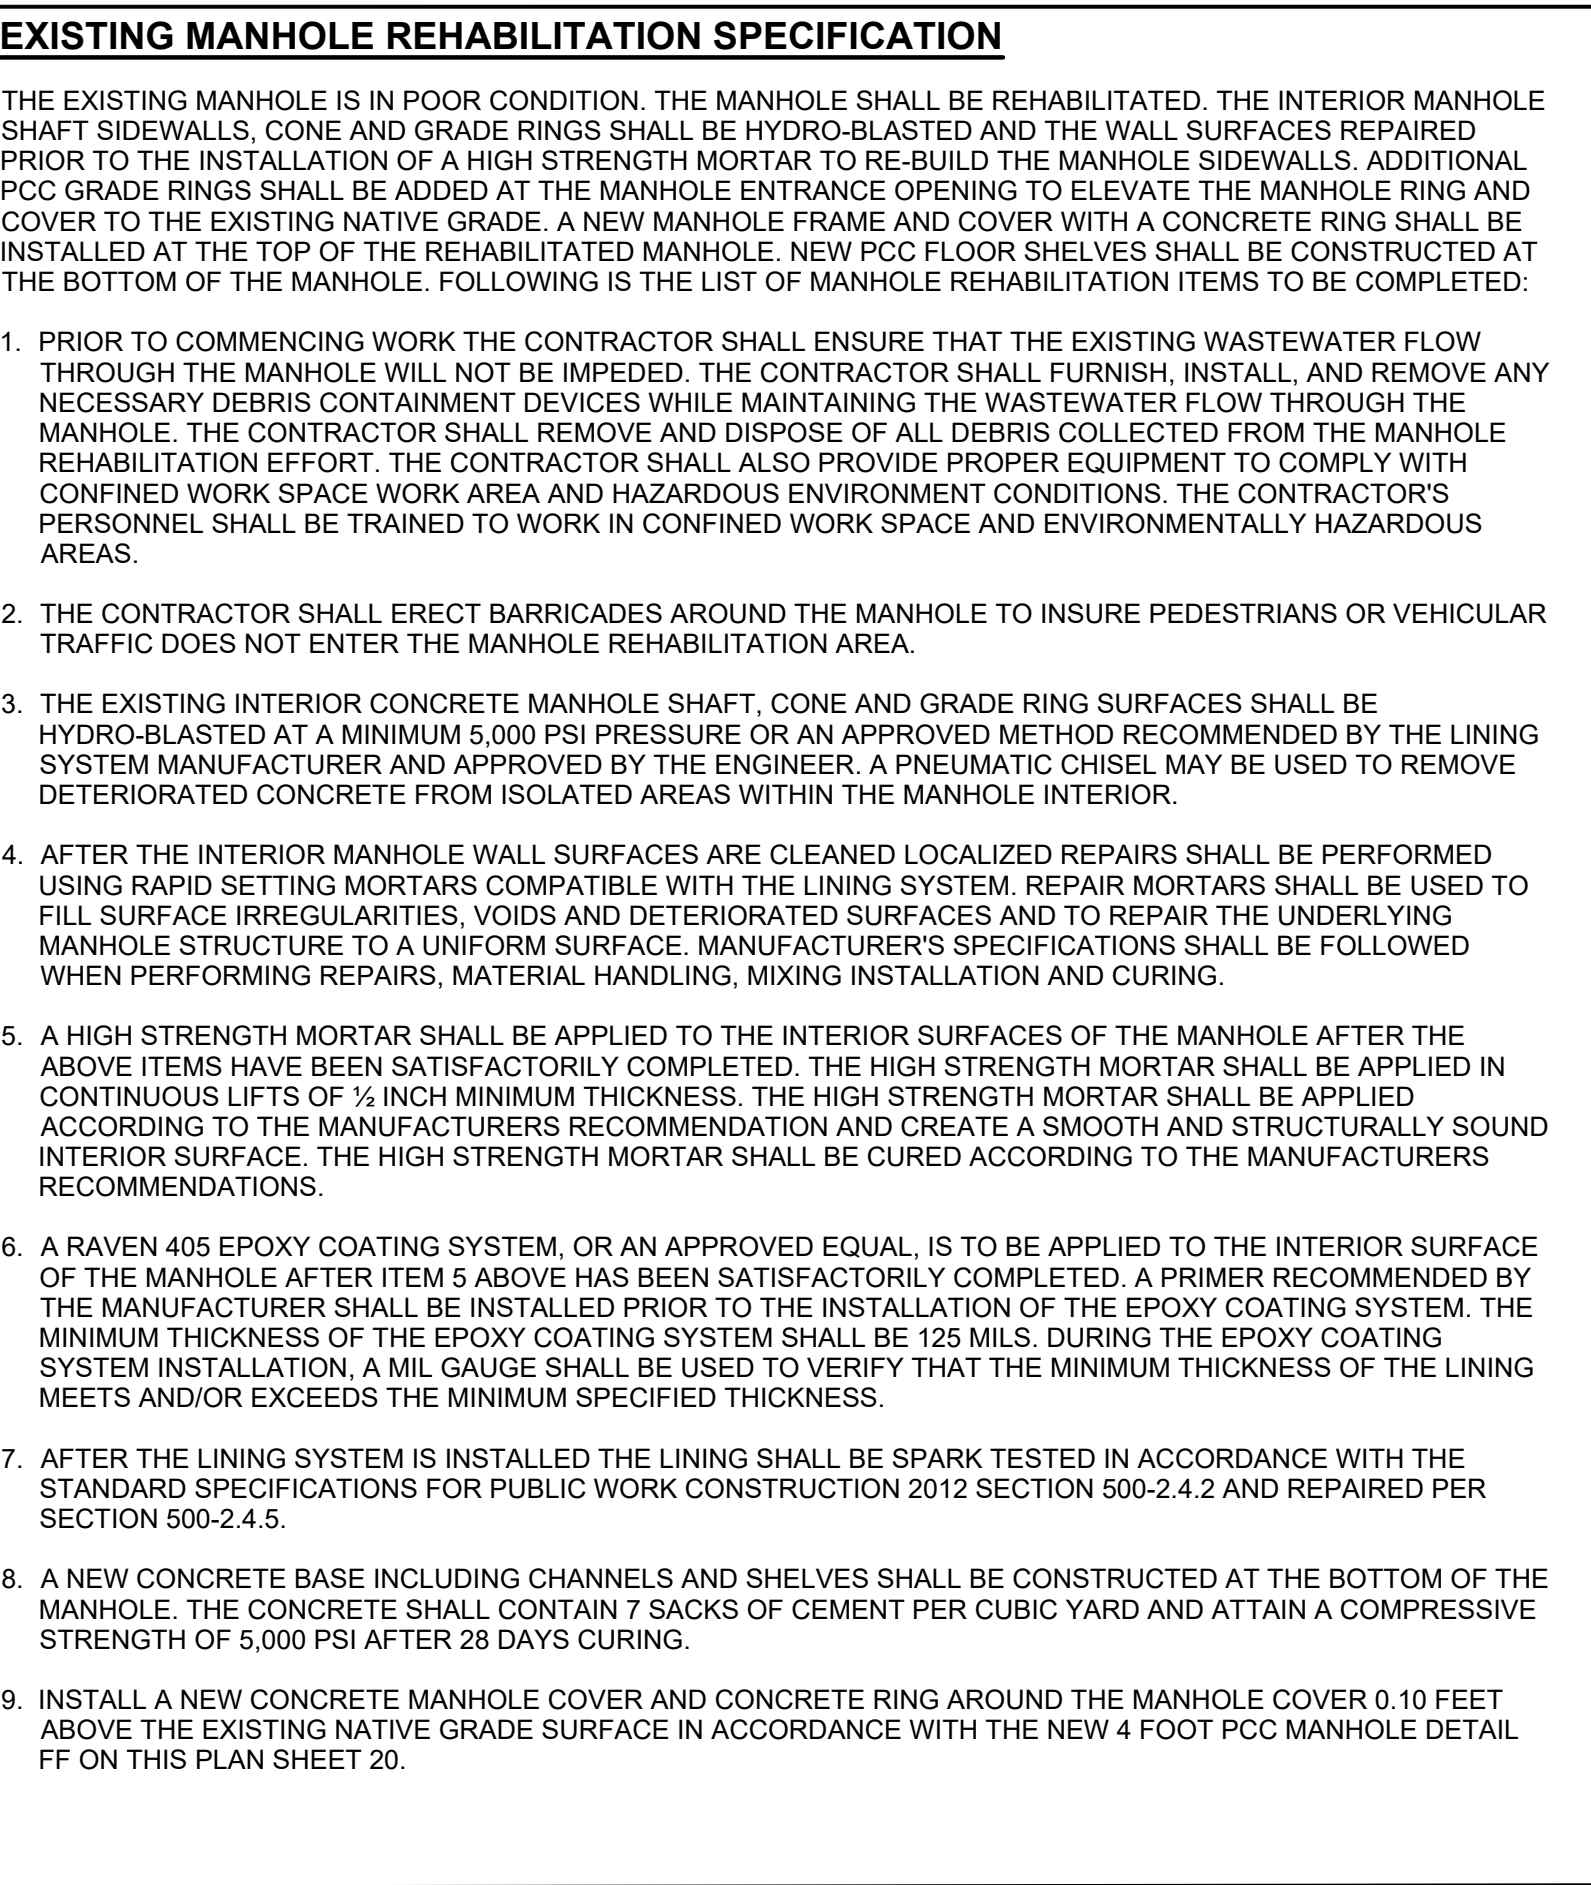 EXISTING MANHOLE REHABILITATION SPECIFICATION
THE EXISTING MANHOLE IS IN POOR CONDITION. THE MANHOLE SHALL BE REHABILITATED. THE INTERIOR MANHOLE
SHAFT SIDEWALLS, CONE AND GRADE RINGS SHALL BE HYDRO-BLASTED AND THE WALL SURFACES REPAIRED
PRIOR TO THE INSTALLATION OF A HIGH STRENGTH MORTAR TO RE-BUILD THE MANHOLE SIDEWALLS. ADDITIONAL
PCC GRADE RINGS SHALL BE ADDED AT THE MANHOLE ENTRANCE OPENING TO ELEVATE THE MANHOLE RING AND
COVER TO THE EXISTING NATIVE GRADE. A NEW MANHOLE FRAME AND COVER WITH A CONCRETE RING SHALL BE
INSTALLED AT THE TOP OF THE REHABILITATED MANHOLE. NEW PCC FLOOR SHELVES SHALL BE CONSTRUCTED AT
THE BOTTOM OF THE MANHOLE. FOLLOWING IS THE LIST OF MANHOLE REHABILITATION ITEMS TO BE COMPLETED:
1. PRIOR TO COMMENCING WORK THE CONTRACTOR SHALL ENSURE THAT THE EXISTING WASTEWATER FLOW
THROUGH THE MANHOLE WILL NOT BE IMPEDED. THE CONTRACTOR SHALL FURNISH, INSTALL, AND REMOVE ANY
NECESSARY DEBRIS CONTAINMENT DEVICES WHILE MAINTAINING THE WASTEWATER FLOW THROUGH THE
MANHOLE. THE CONTRACTOR SHALL REMOVE AND DISPOSE OF ALL DEBRIS COLLECTED FROM THE MANHOLE
REHABILITATION EFFORT. THE CONTRACTOR SHALL ALSO PROVIDE PROPER EQUIPMENT TO COMPLY WITH
CONFINED WORK SPACE WORK AREA AND HAZARDOUS ENVIRONMENT CONDITIONS. THE CONTRACTOR'S
PERSONNEL SHALL BE TRAINED TO WORK IN CONFINED WORK SPACE AND ENVIRONMENTALLY HAZARDOUS
AREAS.
2. THE CONTRACTOR SHALL ERECT BARRICADES AROUND THE MANHOLE TO INSURE PEDESTRIANS OR VEHICULAR
TRAFFIC DOES NOT ENTER THE MANHOLE REHABILITATION AREA.
3. THE EXISTING INTERIOR CONCRETE MANHOLE SHAFT, CONE AND GRADE RING SURFACES SHALL BE
HYDRO-BLASTED AT A MINIMUM 5,000 PSI PRESSURE OR AN APPROVED METHOD RECOMMENDED BY THE LINING
SYSTEM MANUFACTURER AND APPROVED BY THE ENGINEER. A PNEUMATIC CHISEL MAY BE USED TO REMOVE
DETERIORATED CONCRETE FROM ISOLATED AREAS WITHIN THE MANHOLE INTERIOR.
4. AFTER THE INTERIOR MANHOLE WALL SURFACES ARE CLEANED LOCALIZED REPAIRS SHALL BE PERFORMED
USING RAPID SETTING MORTARS COMPATIBLE WITH THE LINING SYSTEM. REPAIR MORTARS SHALL BE USED TO
FILL SURFACE IRREGULARITIES, VOIDS AND DETERIORATED SURFACES AND TO REPAIR THE UNDERLYING
MANHOLE STRUCTURE TO A UNIFORM SURFACE. MANUFACTURER'S SPECIFICATIONS SHALL BE FOLLOWED
WHEN PERFORMING REPAIRS, MATERIAL HANDLING, MIXING INSTALLATION AND CURING.
5. A HIGH STRENGTH MORTAR SHALL BE APPLIED TO THE INTERIOR SURFACES OF THE MANHOLE AFTER THE
ABOVE ITEMS HAVE BEEN SATISFACTORILY COMPLETED. THE HIGH STRENGTH MORTAR SHALL BE APPLIED IN
CONTINUOUS LIFTS OF ½ INCH MINIMUM THICKNESS. THE HIGH STRENGTH MORTAR SHALL BE APPLIED
ACCORDING TO THE MANUFACTURERS RECOMMENDATION AND CREATE A SMOOTH AND STRUCTURALLY SOUND
INTERIOR SURFACE. THE HIGH STRENGTH MORTAR SHALL BE CURED ACCORDING TO THE MANUFACTURERS
RECOMMENDATIONS.
6. A RAVEN 405 EPOXY COATING SYSTEM, OR AN APPROVED EQUAL, IS TO BE APPLIED TO THE INTERIOR SURFACE
OF THE MANHOLE AFTER ITEM 5 ABOVE HAS BEEN SATISFACTORILY COMPLETED. A PRIMER RECOMMENDED BY
THE MANUFACTURER SHALL BE INSTALLED PRIOR TO THE INSTALLATION OF THE EPOXY COATING SYSTEM. THE
MINIMUM THICKNESS OF THE EPOXY COATING SYSTEM SHALL BE 125 MILS. DURING THE EPOXY COATING
SYSTEM INSTALLATION, A MIL GAUGE SHALL BE USED TO VERIFY THAT THE MINIMUM THICKNESS OF THE LINING
MEETS AND/OR EXCEEDS THE MINIMUM SPECIFIED THICKNESS.
7. AFTER THE LINING SYSTEM IS INSTALLED THE LINING SHALL BE SPARK TESTED IN ACCORDANCE WITH THE
STANDARD SPECIFICATIONS FOR PUBLIC WORK CONSTRUCTION 2012 SECTION 500-2.4.2 AND REPAIRED PER
SECTION 500-2.4.5.
8. A NEW CONCRETE BASE INCLUDING CHANNELS AND SHELVES SHALL BE CONSTRUCTED AT THE BOTTOM OF THE
MANHOLE. THE CONCRETE SHALL CONTAIN 7 SACKS OF CEMENT PER CUBIC YARD AND ATTAIN A COMPRESSIVE
STRENGTH OF 5,000 PSI AFTER 28 DAYS CURING.
9. INSTALL A NEW CONCRETE MANHOLE COVER AND CONCRETE RING AROUND THE MANHOLE COVER 0.10 FEET
ABOVE THE EXISTING NATIVE GRADE SURFACE IN ACCORDANCE WITH THE NEW 4 FOOT PCC MANHOLE DETAIL
FF ON THIS PLAN SHEET 20.